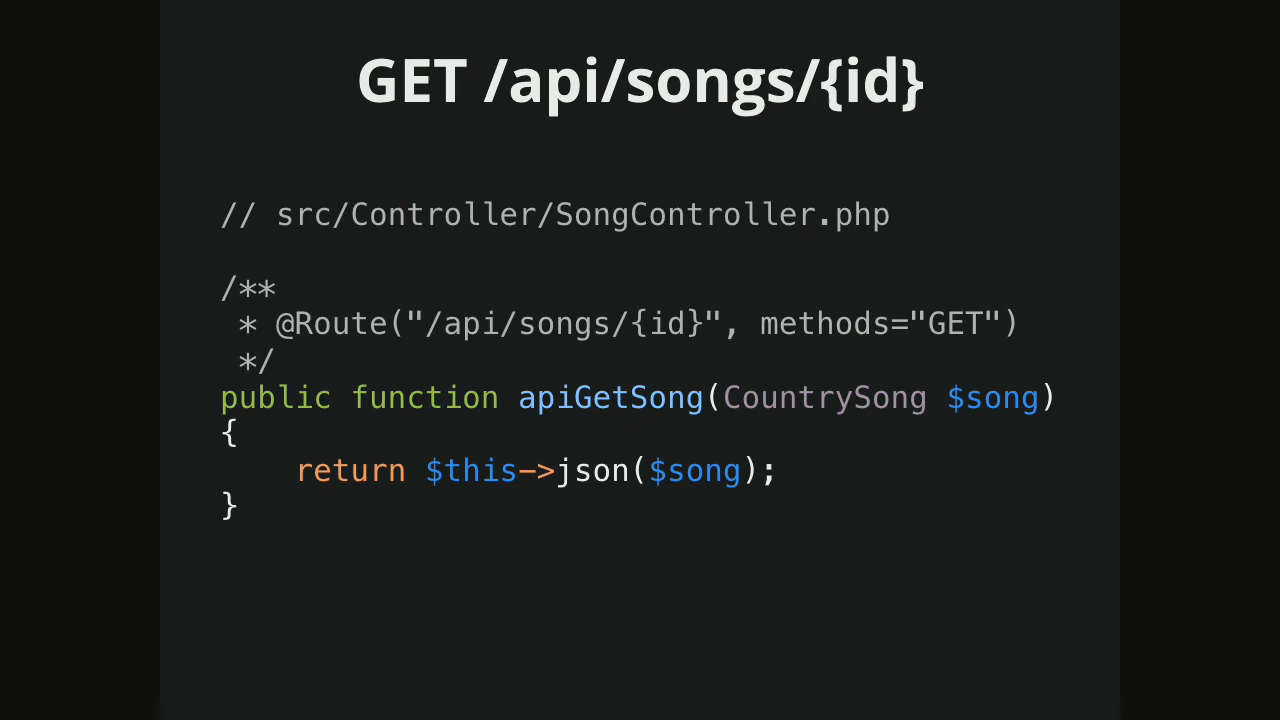 GET /api/songs/{id}
// src/Controller/SongController.php
/**
 * @Route("/api/songs/{id}", methods="GET")
 */
public function apiGetSong(CountrySong $song)
{
    return $this->json($song);
}